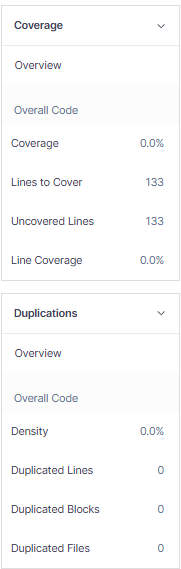 Coverage
Overview
Overall Code
Coverage 0.0%
Lines to Cover 133
Uncovered Lines 133
Line Coverage 0.0%
Duplications
Overview
Overall Code
Density 0.0%
Duplicated Lines 0
Duplicated Blocks 0
Duplicated Files 0